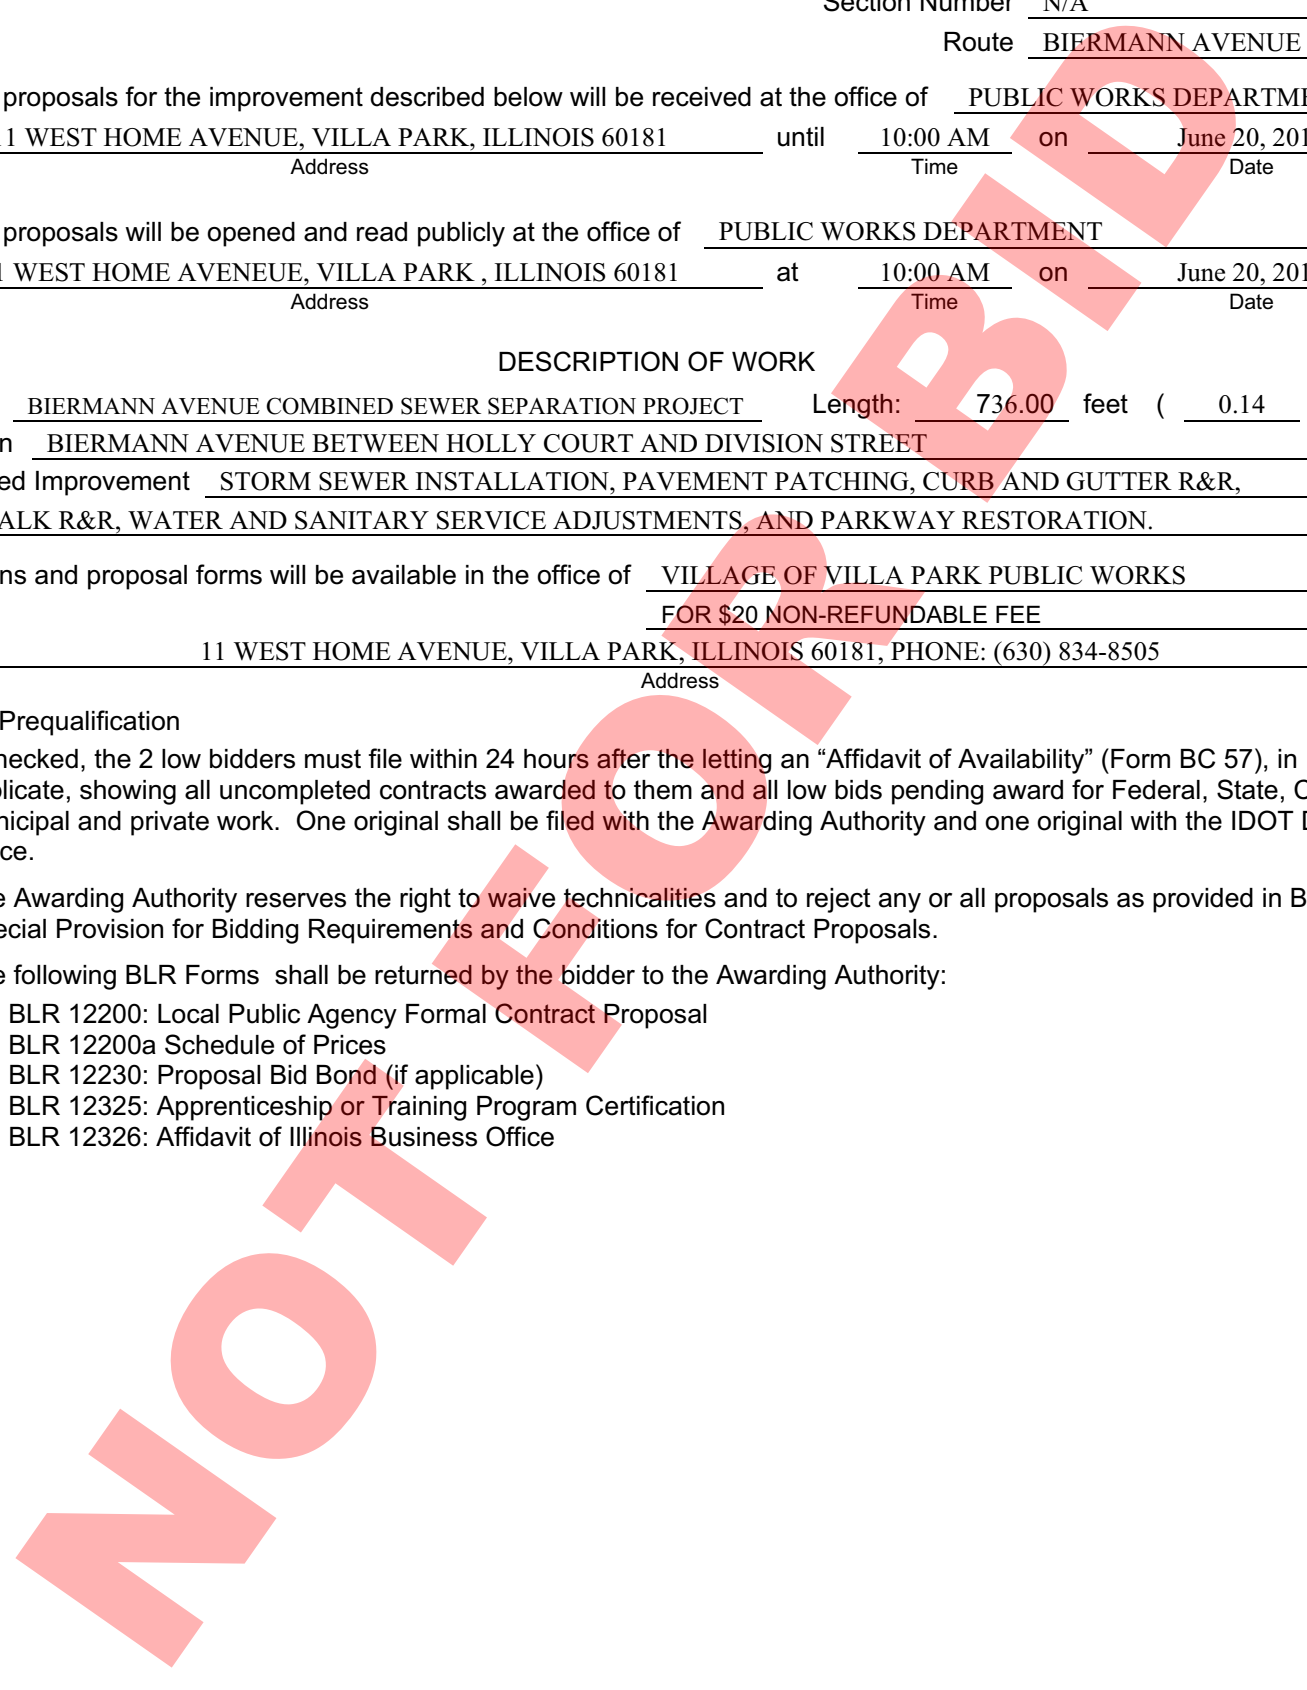 Section Number N/A
Route BIERMANN AVENUE
proposals for the improvement described below will be received at the office of PUBLIC WORKS DEPARTME
11 WEST HOME AVENUE, VILLA PARK, ILLINOIS 60181 until 10:00 AM on June 20, 201
Address Time Date
proposals will be opened and read publicly at the office of PUBLIC WORKS DEPARTMENT
1 WEST HOME AVENEUE, VILLA PARK , ILLINOIS 60181 at 10:00 AM on June 20, 201
Address Time Date
DESCRIPTION OF WORK
BIERMANN AVENUE COMBINED SEWER SEPARATION PROJECT Length: 736.00 feet ( 0.14
n BIERMANN AVENUE BETWEEN HOLLY COURT AND DIVISION STREET
ed Improvement STORM SEWER INSTALLATION, PAVEMENT PATCHING, CURB AND GUTTER R&R,
ALK R&R, WATER AND SANITARY SERVICE ADJUSTMENTS, AND PARKWAY RESTORATION.
ns and proposal forms will be available in the office of VILLAGE OF VILLA PARK PUBLIC WORKS
FOR $20 NON-REFUNDABLE FEE
11 WEST HOME AVENUE, VILLA PARK, ILLINOIS 60181, PHONE: (630) 834-8505
Address
Prequalification
hecked, the 2 low bidders must file within 24 hours after the letting an “Affidavit of Availability” (Form BC 57), in
plicate, showing all uncompleted contracts awarded to them and all low bids pending award for Federal, State, C
nicipal and private work. One original shall be filed with the Awarding Authority and one original with the IDOT D
ce.
e Awarding Authority reserves the right to waive technicalities and to reject any or all proposals as provided in B
ecial Provision for Bidding Requirements and Conditions for Contract Proposals.
e following BLR Forms shall be returned by the bidder to the Awarding Authority:
BLR 12200: Local Public Agency Formal Contract Proposal
BLR 12200a Schedule of Prices
BLR 12230: Proposal Bid Bond (if applicable)
BLR 12325: Apprenticeship or Training Program Certification
BLR 12326: Affidavit of Illinois Business Office
NOT FOR BID